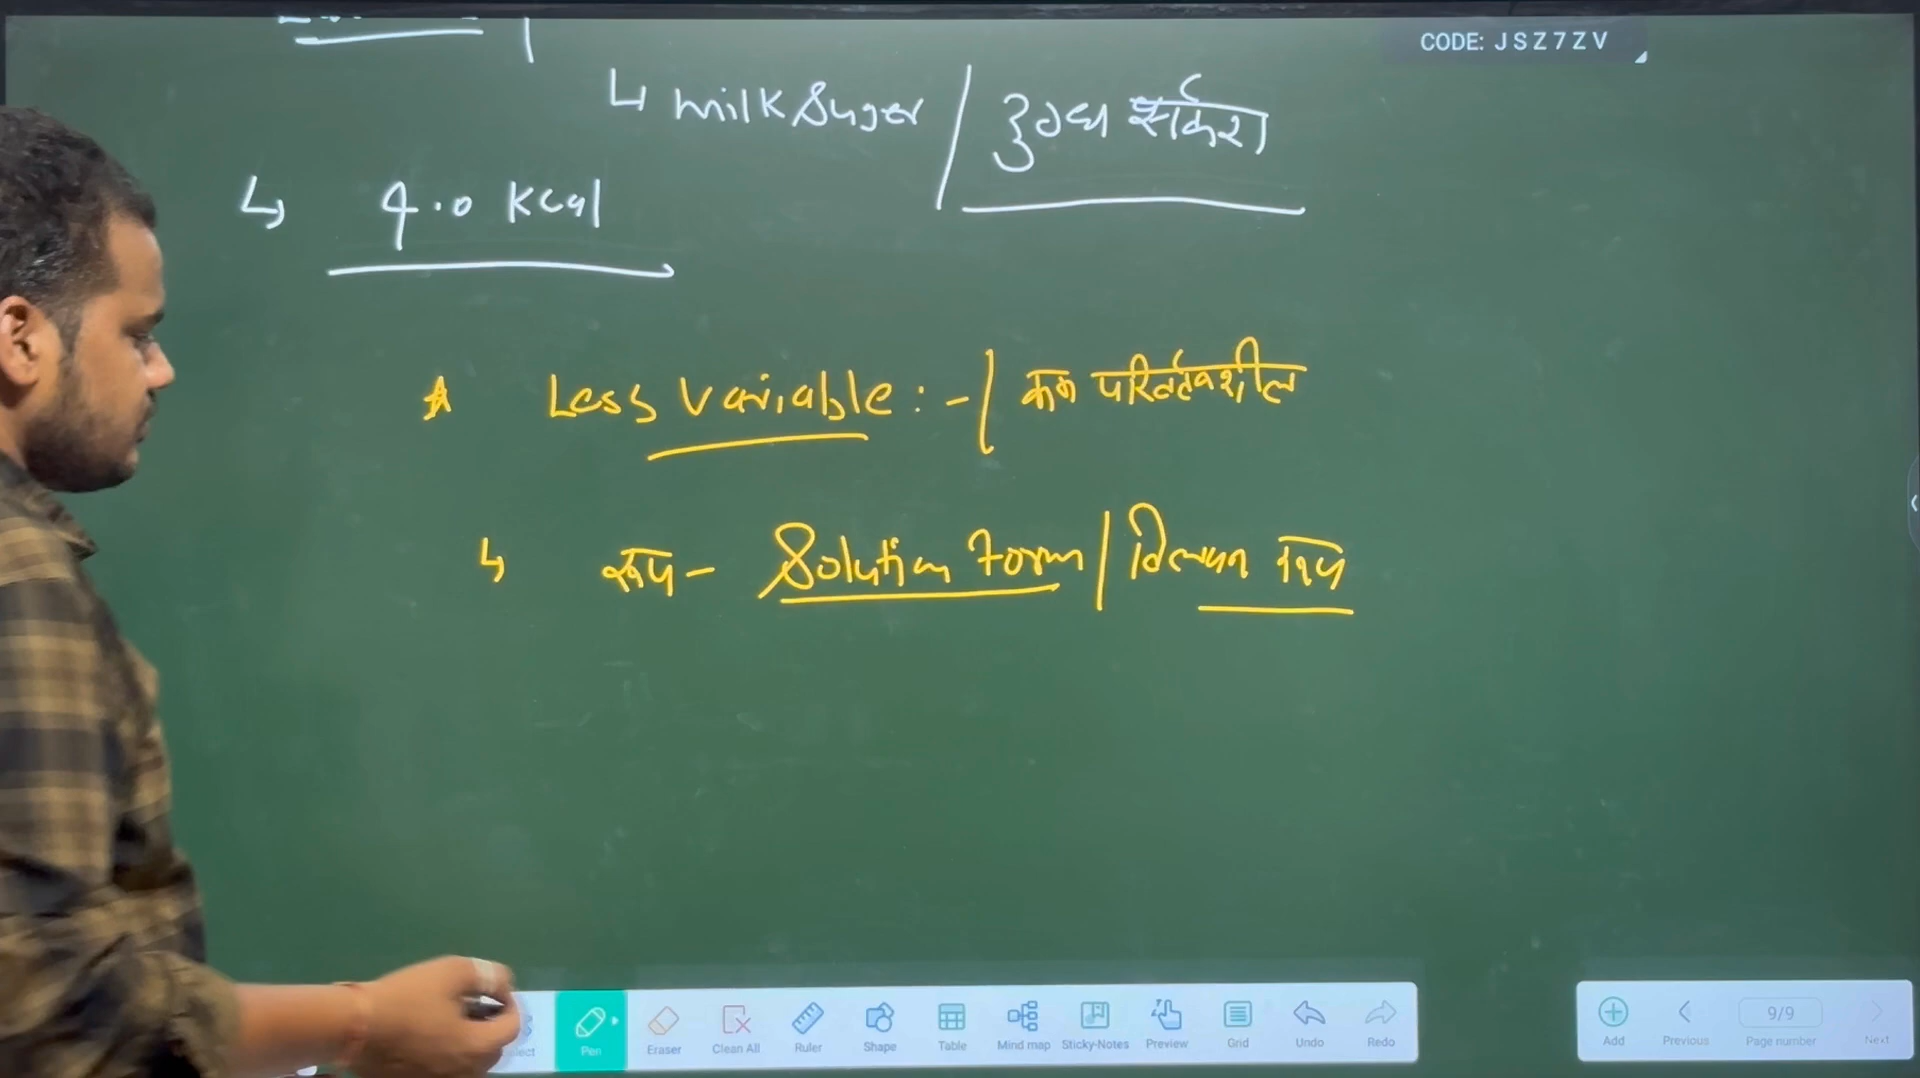 CODE: JSZ7ZV
↳ milk Suger / दुग्ध शर्करा
↳ 4.0 Kcal
★ Less Variable :- | कम परिवर्तनशील
↳ रूप - Solution Form / विलयन रूप
Pen
Eraser
Clean All
Ruler
Shape
Table
Mind map
Sticky-Notes
Preview
Grid
Undo
Redo
Add
Previous
9/9
Page number
Next